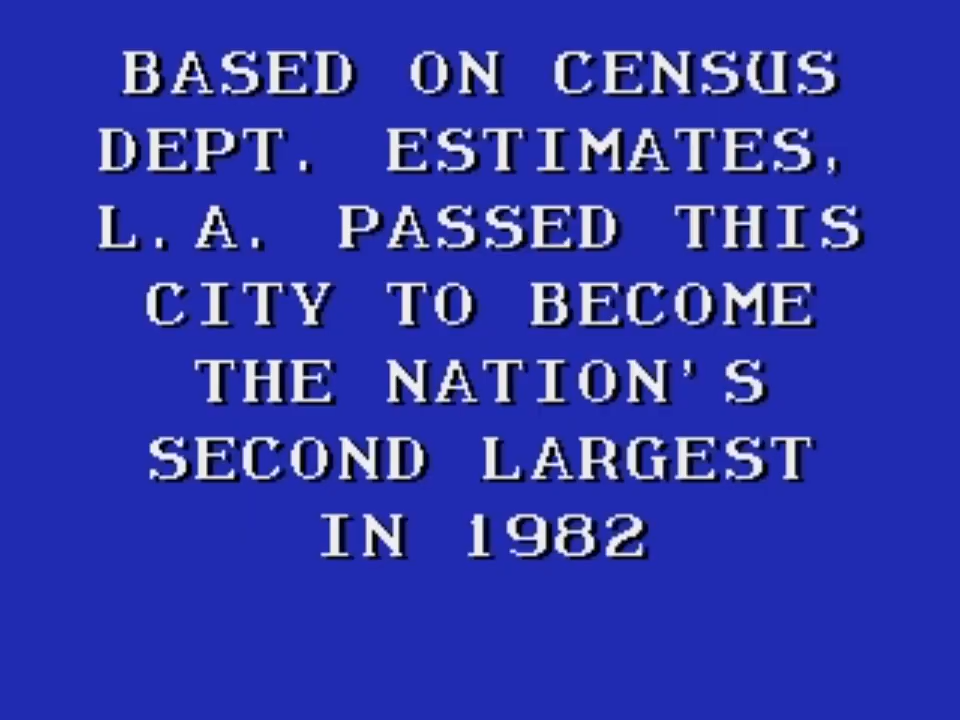 BASED ON CENSUS
DEPT. ESTIMATES,
L.A. PASSED THIS
CITY TO BECOME
THE NATION'S
SECOND LARGEST
IN 1982